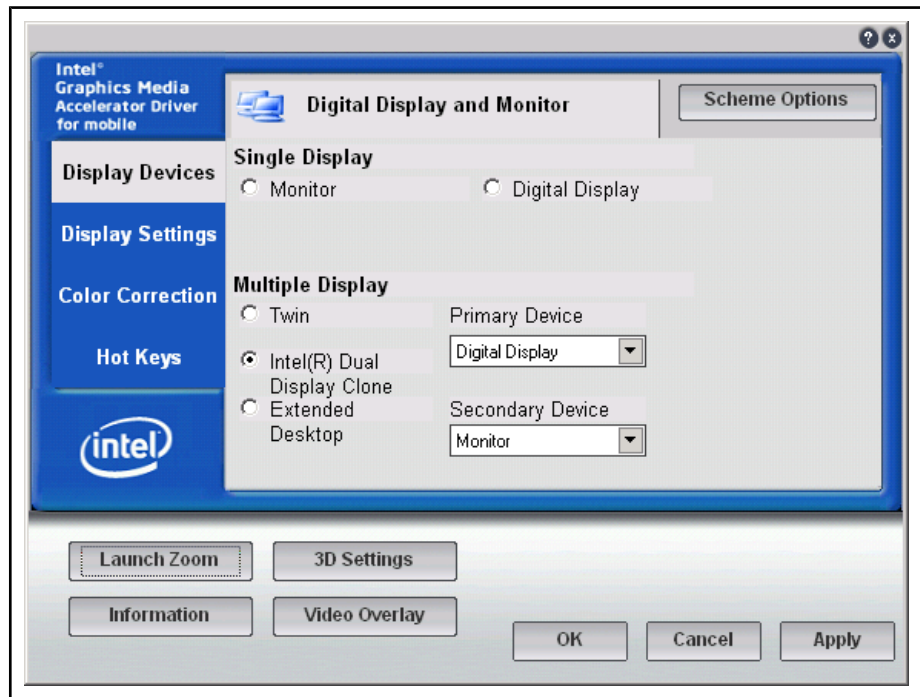 Intel®
Graphics Media
Accelerator Driver
for mobile
Digital Display and Monitor
Scheme Options
Display Devices
Display Settings
Color Correction
Hot Keys
intel
Single Display
Monitor
Digital Display
Multiple Display
Twin
Primary Device
Digital Display
Intel(R) Dual
Display Clone
Extended
Desktop
Secondary Device
Monitor
Launch Zoom
3D Settings
Information
Video Overlay
OK
Cancel
Apply